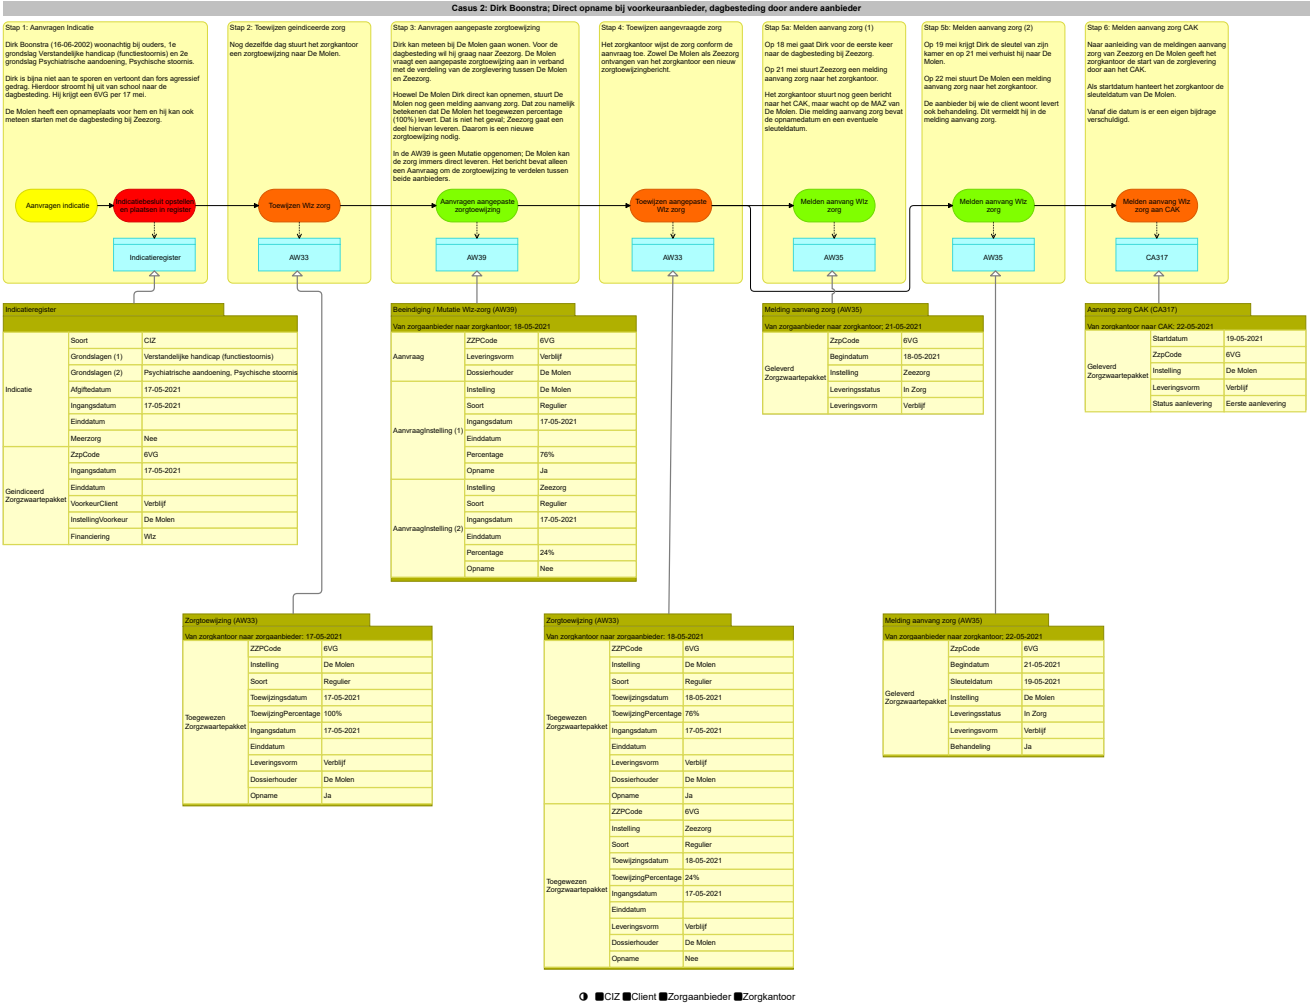 Casus 2: Dirk Boonstra; Direct opname bij voorkeuraanbieder, dagbesteding door andere aanbieder
Stap 1: Aanvragen Indicatie
Dirk Boonstra (16-06-2002) woonachtig bij ouders, 1e
grondslag Verstandelijke handicap (functiestoornis) en 2e
grondslag Psychiatrische aandoening, Psychische stoornis.
Dirk is bijna niet aan te sporen en vertoont dan fors agressief
gedrag. Hierdoor stroomt hij uit van school naar de
dagbesteding. Hij krijgt een 6VG per 17 mei.
De Molen heeft een opnameplaats voor hem en hij kan ook
meteen starten met de dagbesteding bij Zeezorg.
Stap 2: Toewijzen geindiceerde zorg
Nog dezelfde dag stuurt het zorgkantoor
een zorgtoewijzing naar De Molen.
Stap 3: Aanvragen aangepaste zorgtoewijzing
Dirk kan meteen bij De Molen gaan wonen. Voor de
dagbesteding wil hij graag naar Zeezorg. De Molen
vraagt een aangepaste zorgtoewijzing aan in verband
met de verdeling van de zorglevering tussen De Molen
en Zeezorg.
Hoewel De Molen Dirk direct kan opnemen, stuurt De
Molen nog geen melding aanvang zorg. Dat zou namelijk
betekenen dat De Molen het toegewezen percentage
(100%) levert. Dat is niet het geval; Zeezorg gaat een
deel hiervan leveren. Daarom is een nieuwe
zorgtoewijzing nodig.
In de AW39 is geen Mutatie opgenomen; De Molen kan
de zorg immers direct leveren. Het bericht bevat alleen
een Aanvraag om de zorgtoewijzing te verdelen tussen
beide aanbieders.
Stap 4: Toewijzen aangevraagde zorg
Het zorgkantoor wijst de zorg conform de
aanvraag toe. Zowel De Molen als Zeezorg
ontvangen van het zorgkantoor een nieuw
zorgtoewijzingbericht.
Stap 5a: Melden aanvang zorg (1)
Op 18 mei gaat Dirk voor de eerste keer
naar de dagbesteding bij Zeezorg.
Op 21 mei stuurt Zeezorg een melding
aanvang zorg naar het zorgkantoor.
Het zorgkantoor stuurt nog geen bericht
naar het CAK, maar wacht op de MAZ van
De Molen. Die melding aanvang zorg bevat
de opnamedatum en een eventuele
sleuteldatum.
Stap 5b: Melden aanvang zorg (2)
Op 19 mei krijgt Dirk de sleutel van zijn
kamer en op 21 mei verhuist hij naar De
Molen.
Op 22 mei stuurt De Molen een melding
aanvang zorg naar het zorgkantoor.
De aanbieder bij wie de client woont levert
ook behandeling. Dit vermeldt hij in de
melding aanvang zorg.
Stap 6: Melden aanvang zorg CAK
Naar aanleiding van de meldingen aanvang
zorg van Zeezorg en De Molen geeft het
zorgkantoor de start van de zorglevering
door aan het CAK.
Als startdatum hanteert het zorgkantoor de
sleuteldatum van De Molen.
Vanaf die datum is er een eigen bijdrage
verschuldigd.
Aanvragen indicatie
Indicatiebesluit opstellen
en plaatsen in register
Toewijzen Wlz zorg
Aanvragen aangepaste
zorgtoewijzing
Toewijzen aangepaste
Wlz zorg
Melden aanvang Wlz
zorg
Melden aanvang Wlz
zorg
Melden aanvang Wlz
zorg aan CAK
Indicatieregister
AW33
AW39
AW33
AW35
AW35
CA317
Indicatieregister
Indicatie
Soort CIZ
Grondslagen (1) Verstandelijke handicap (functiestoornis)
Grondslagen (2) Psychiatrische aandoening, Psychische stoornis
Afgiftedatum 17-05-2021
Ingangsdatum 17-05-2021
Einddatum
Meerzorg Nee
Geindiceerd
Zorgzwaartepakket
ZzpCode 6VG
Ingangsdatum 17-05-2021
Einddatum
VoorkeurClient Verblijf
InstellingVoorkeur De Molen
Financiering Wlz
Beeindiging / Mutatie Wlz-zorg (AW39)
Van zorgaanbieder naar zorgkantoor; 18-05-2021
Aanvraag
ZZPCode 6VG
Leveringsvorm Verblijf
Dossierhouder De Molen
AanvraagInstelling (1)
Instelling De Molen
Soort Regulier
Ingangsdatum 17-05-2021
Einddatum
Percentage 76%
Opname Ja
AanvraagInstelling (2)
Instelling Zeezorg
Soort Regulier
Ingangsdatum 17-05-2021
Einddatum
Percentage 24%
Opname Nee
Melding aanvang zorg (AW35)
Van zorgaanbieder naar zorgkantoor; 21-05-2021
Geleverd
Zorgzwaartepakket
ZzpCode 6VG
Begindatum 18-05-2021
Instelling Zeezorg
Leveringsstatus In Zorg
Leveringsvorm Verblijf
Aanvang zorg CAK (CA317)
Van zorgkantoor naar CAK: 22-05-2021
Geleverd
Zorgzwaartepakket
Startdatum 19-05-2021
ZzpCode 6VG
Instelling De Molen
Leveringsvorm Verblijf
Status aanlevering Eerste aanlevering
Zorgtoewijzing (AW33)
Van zorgkantoor naar zorgaanbieder: 17-05-2021
Toegewezen
Zorgzwaartepakket
ZZPCode 6VG
Instelling De Molen
Soort Regulier
Toewijzingsdatum 17-05-2021
ToewijzingPercentage 100%
Ingangsdatum 17-05-2021
Einddatum
Leveringsvorm Verblijf
Dossierhouder De Molen
Opname Ja
Zorgtoewijzing (AW33)
Van zorgkantoor naar zorgaanbieder: 18-05-2021
Toegewezen
Zorgzwaartepakket
ZZPCode 6VG
Instelling De Molen
Soort Regulier
Toewijzingsdatum 18-05-2021
ToewijzingPercentage 76%
Ingangsdatum 17-05-2021
Einddatum
Leveringsvorm Verblijf
Dossierhouder De Molen
Opname Ja
Toegewezen
Zorgzwaartepakket
ZZPCode 6VG
Instelling Zeezorg
Soort Regulier
Toewijzingsdatum 18-05-2021
ToewijzingPercentage 24%
Ingangsdatum 17-05-2021
Einddatum
Leveringsvorm Verblijf
Dossierhouder De Molen
Opname Nee
Melding aanvang zorg (AW35)
Van zorgaanbieder naar zorgkantoor; 22-05-2021
Geleverd
Zorgzwaartepakket
ZzpCode 6VG
Begindatum 21-05-2021
Sleuteldatum 19-05-2021
Instelling De Molen
Leveringsstatus In Zorg
Leveringsvorm Verblijf
Behandeling Ja
CIZ Client Zorgaanbieder Zorgkantoor